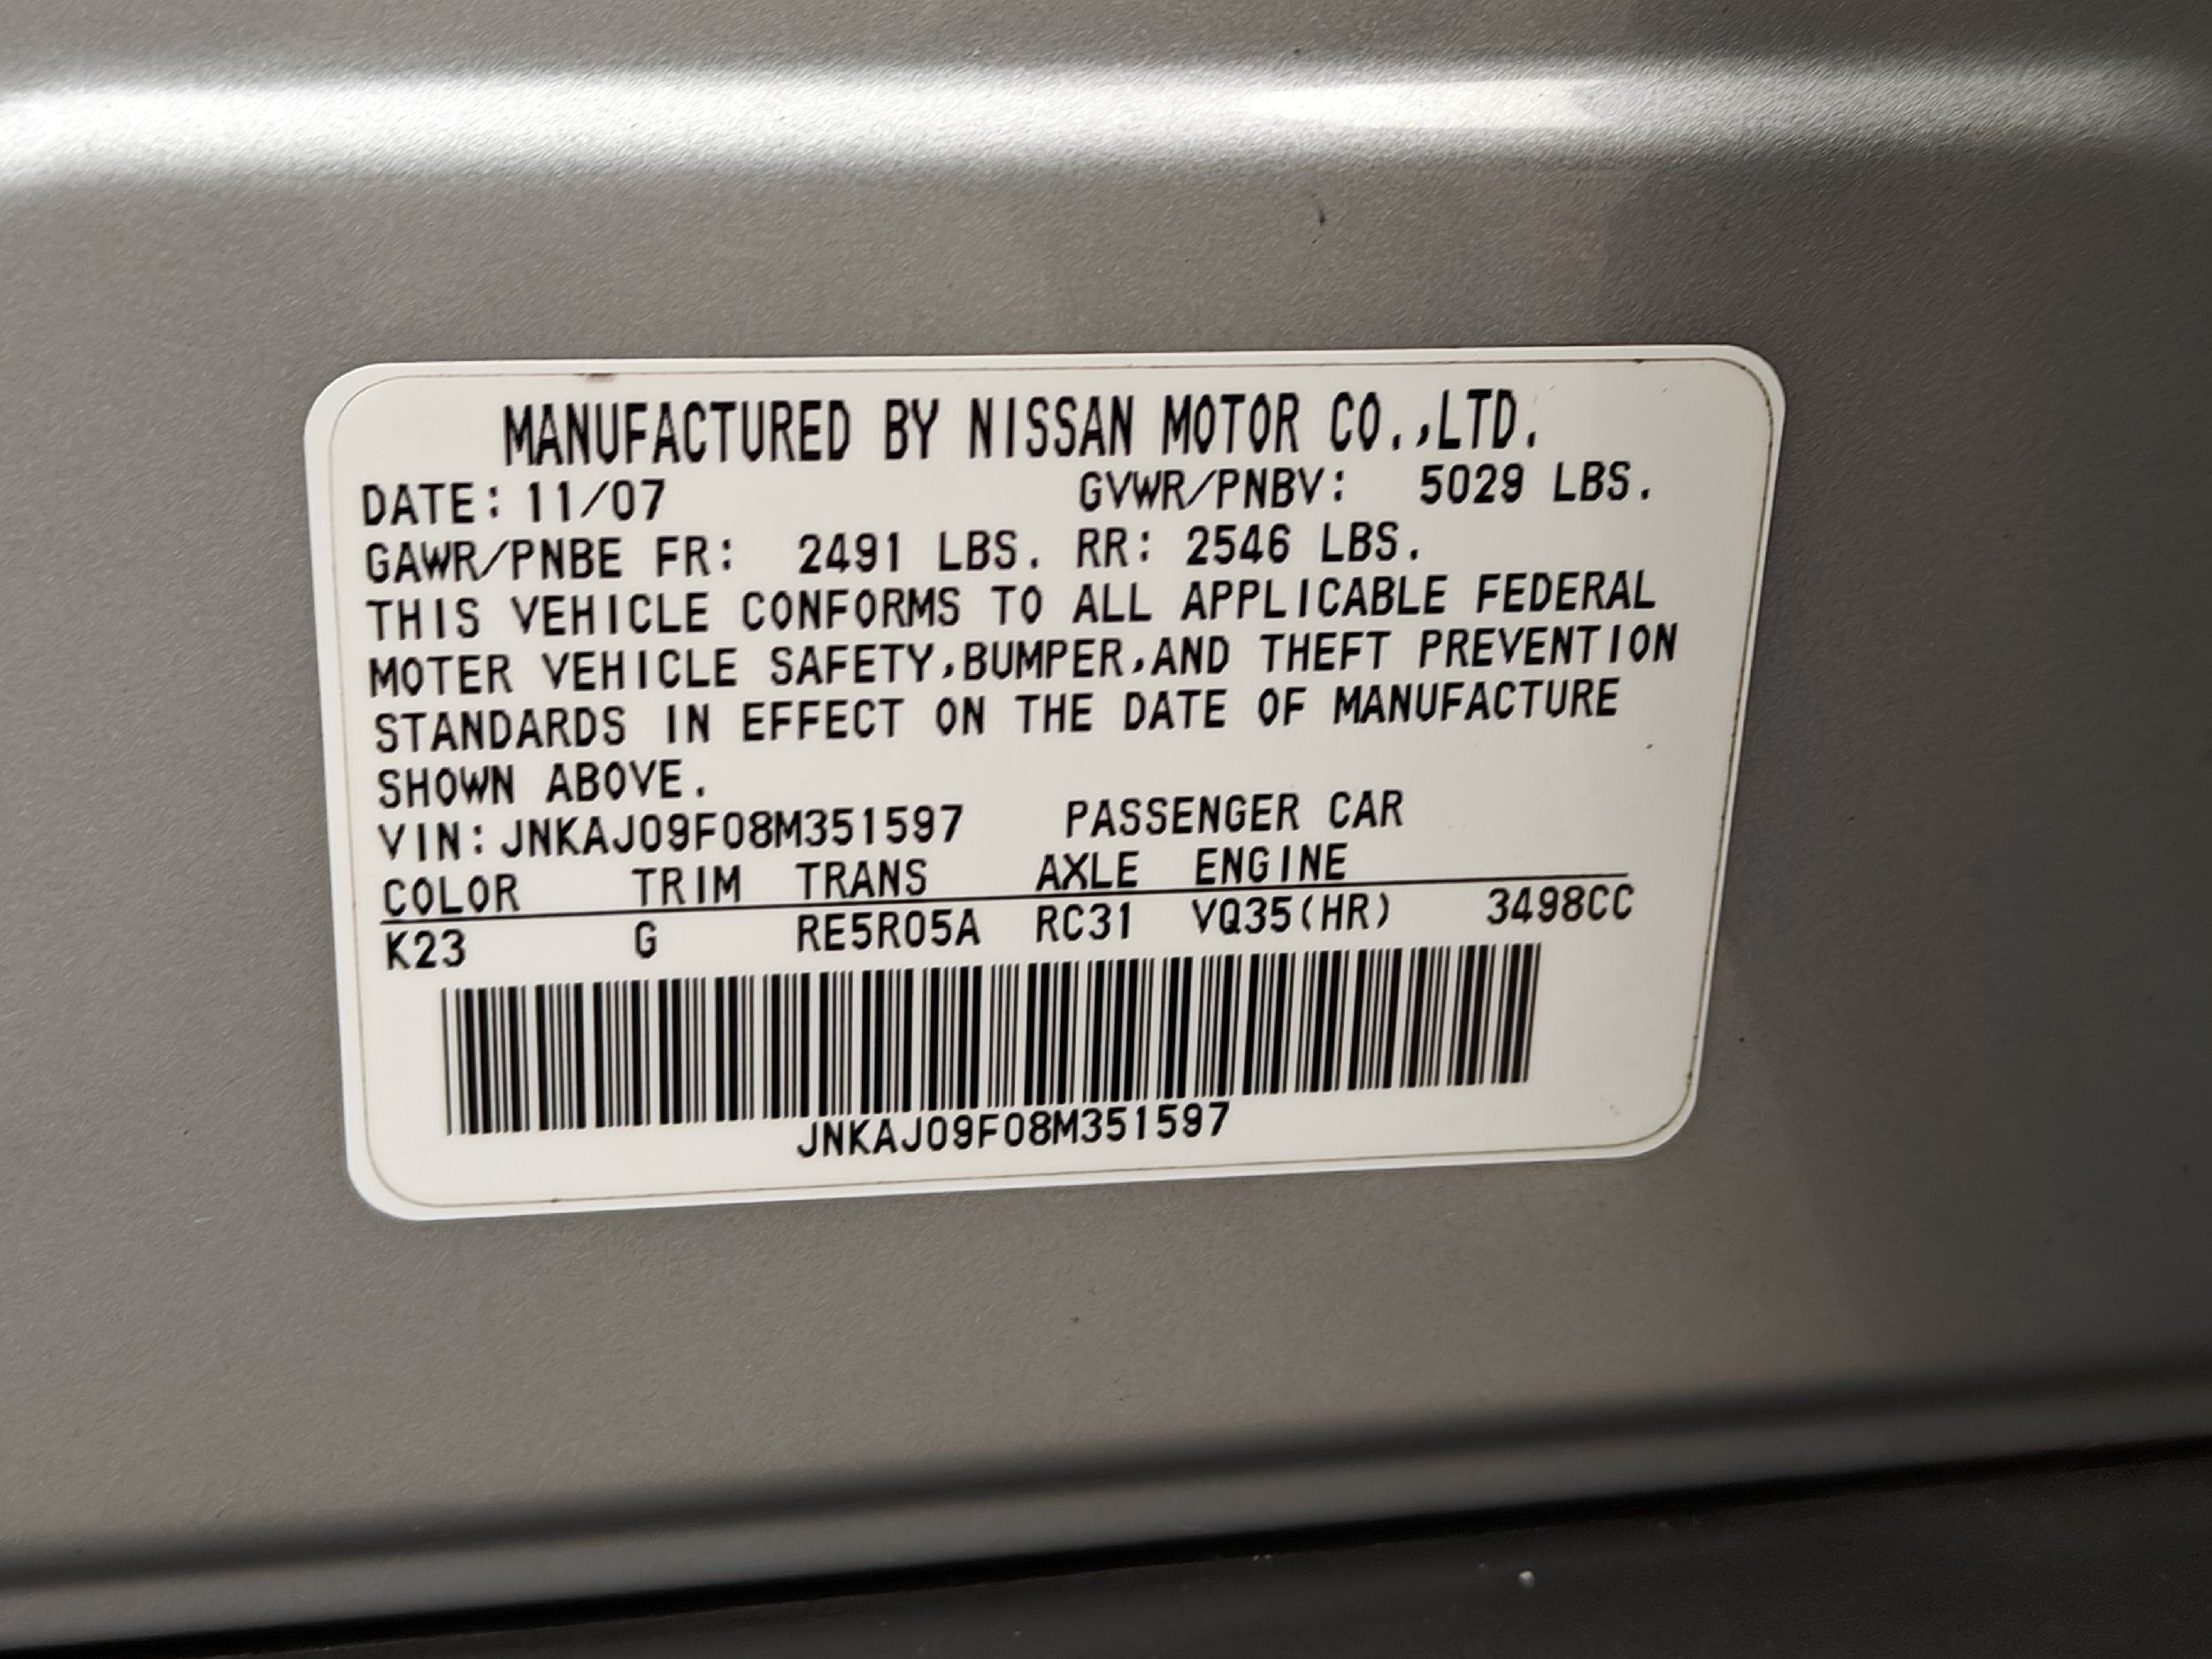 MANUFACTURED BY NISSAN MOTOR CO.,LTD.
DATE: 11/07 GVWR/PNBV: 5029 LBS.
GAWR/PNBE FR: 2491 LBS. RR: 2546 LBS.
THIS VEHICLE CONFORMS TO ALL APPLICABLE FEDERAL
MOTER VEHICLE SAFETY,BUMPER,AND THEFT PREVENTION
STANDARDS IN EFFECT ON THE DATE OF MANUFACTURE
SHOWN ABOVE.
VIN:JNKAJ09F08M351597 PASSENGER CAR
COLOR TRIM TRANS AXLE ENGINE
K23 G RE5R05A RC31 VQ35(HR) 3498CC
JNKAJ09F08M351597